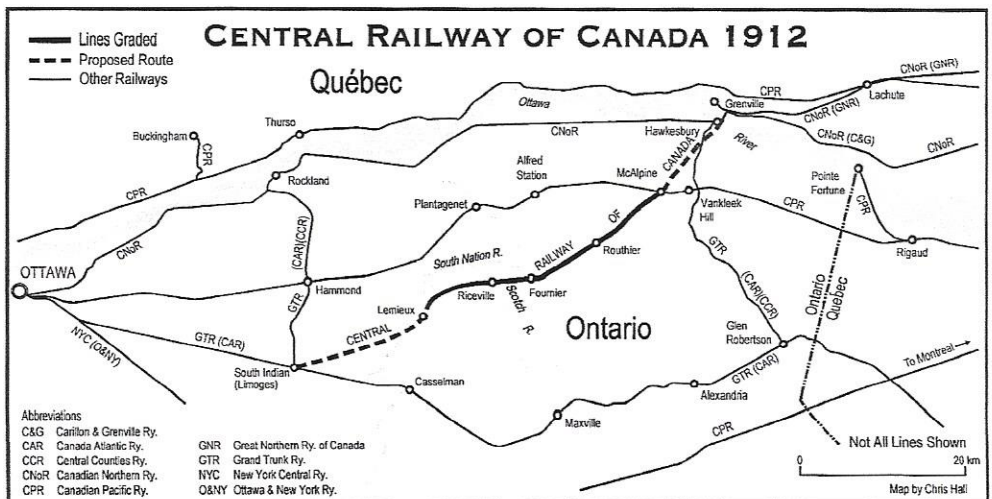 CENTRAL RAILWAY OF CANADA 1912
Lines Graded
Proposed Route
Other Railways
Québec
Ontario
OTTAWA
Buckingham
Thurso
Ottawa
River
Grenville
Lachute
CNoR (GNR)
CPR
CNoR (GNR)
CNoR (C&G)
CNoR
Hawkesbury
CNoR
CPR
CPR
CNoR
Rockland
Alfred
Station
Plantagenet
McAlpine
Vankleek
Hill
CPR
Pointe
Fortune
CPR
Rigaud
(CAR)(CCR)
GTR
Hammond
South Nation R.
Lemieux
Riceville
Scotch
R.
Fournier
Routhier
CENTRAL
RAILWAY
OF
CANADA
GTR
(CAR)(CCR)
Glen
Robertson
Ontario
Quebec
NYC (O&NY)
GTR (CAR)
South Indian
(Limoges)
Casselman
Maxville
Alexandria
GTR (CAR)
CPR
To Montreal
Not All Lines Shown
0
20 km
Map by Chris Hall
Abbreviations
C&G Carillon & Grenville Ry.
CAR Canada Atlantic Ry.
CCR Central Counties Ry.
CNoR Canadian Northern Ry.
CPR Canadian Pacific Ry.
GNR Great Northern Ry. of Canada
GTR Grand Trunk Ry.
NYC New York Central Ry.
O&NY Ottawa & New York Ry.